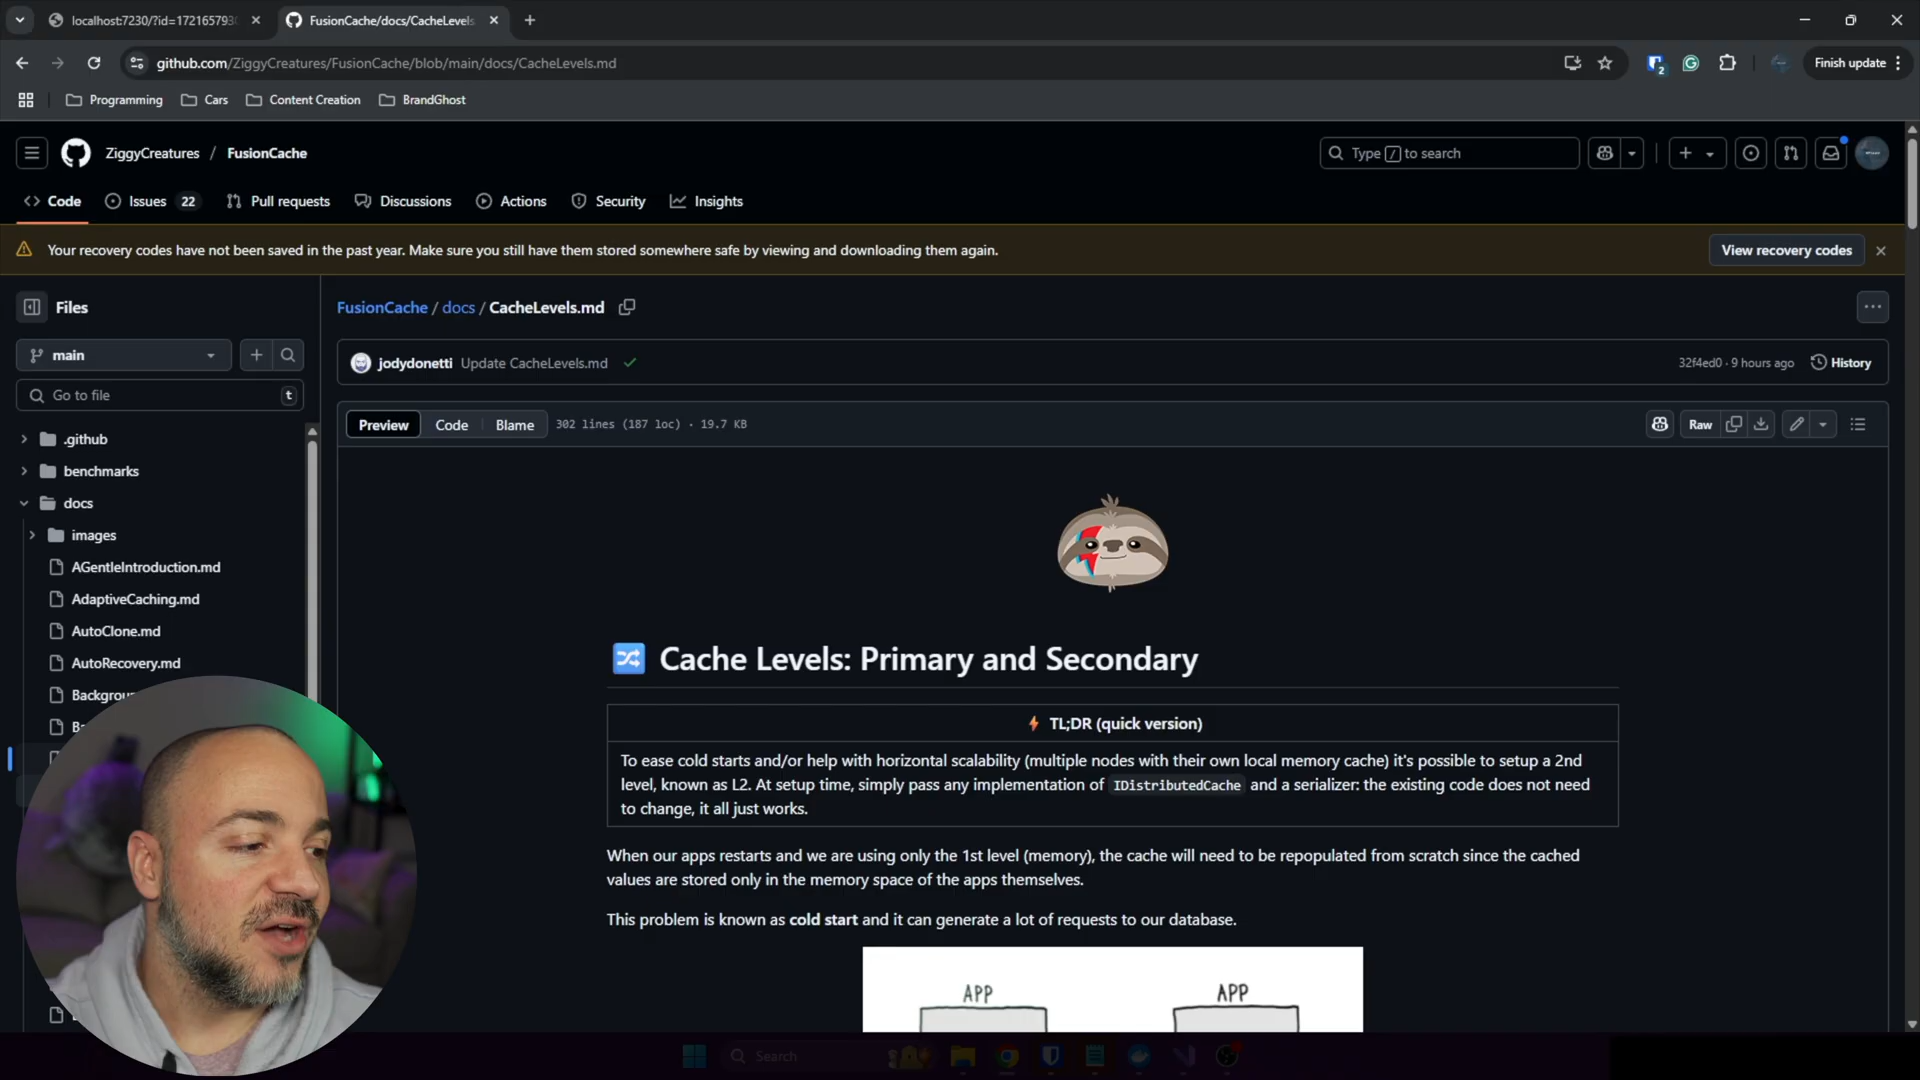 localhost:7230/?id=172165793
FusionCache/docs/CacheLevels
github.com/ZiggyCreatures/FusionCache/blob/main/docs/CacheLevels.md
2
Finish update
Programming
Cars
Content Creation
BrandGhost
ZiggyCreatures / FusionCache
Type / to search
Code
Issues 22
Pull requests
Discussions
Actions
Security
Insights
Your recovery codes have not been saved in the past year. Make sure you still have them stored somewhere safe by viewing and downloading them again.
View recovery codes
Files
FusionCache / docs / CacheLevels.md
main
jodydonetti Update CacheLevels.md
32f4ed0 · 9 hours ago
History
Go to file
t
Preview
Code
Blame
302 lines (187 loc) · 19.7 KB
Raw
.github
benchmarks
docs
images
AGentleIntroduction.md
AdaptiveCaching.md
AutoClone.md
AutoRecovery.md
Cache Levels: Primary and Secondary
TL;DR (quick version)
To ease cold starts and/or help with horizontal scalability (multiple nodes with their own local memory cache) it's possible to setup a 2nd
level, known as L2. At setup time, simply pass any implementation of IDistributedCache and a serializer: the existing code does not need
to change, it all just works.
When our apps restarts and we are using only the 1st level (memory), the cache will need to be repopulated from scratch since the cached
values are stored only in the memory space of the apps themselves.
This problem is known as cold start and it can generate a lot of requests to our database.
APP
APP
Search